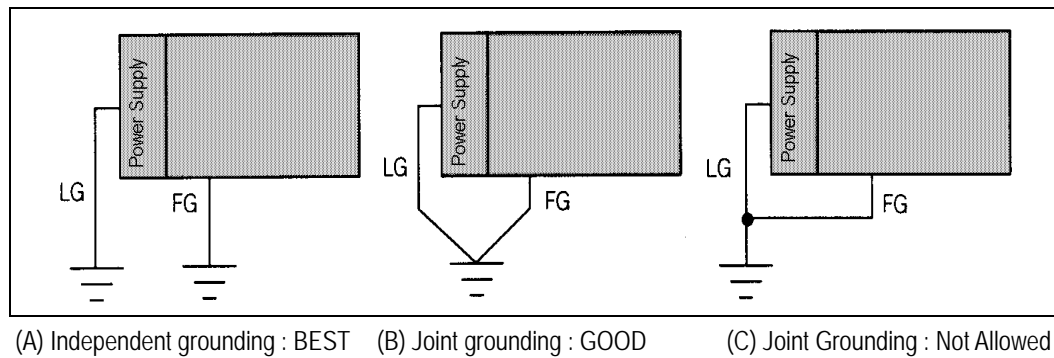 Power Supply
LG
FG
Power Supply
LG
FG
Power Supply
LG
FG
(A) Independent grounding : BEST (B) Joint grounding : GOOD (C) Joint Grounding : Not Allowed